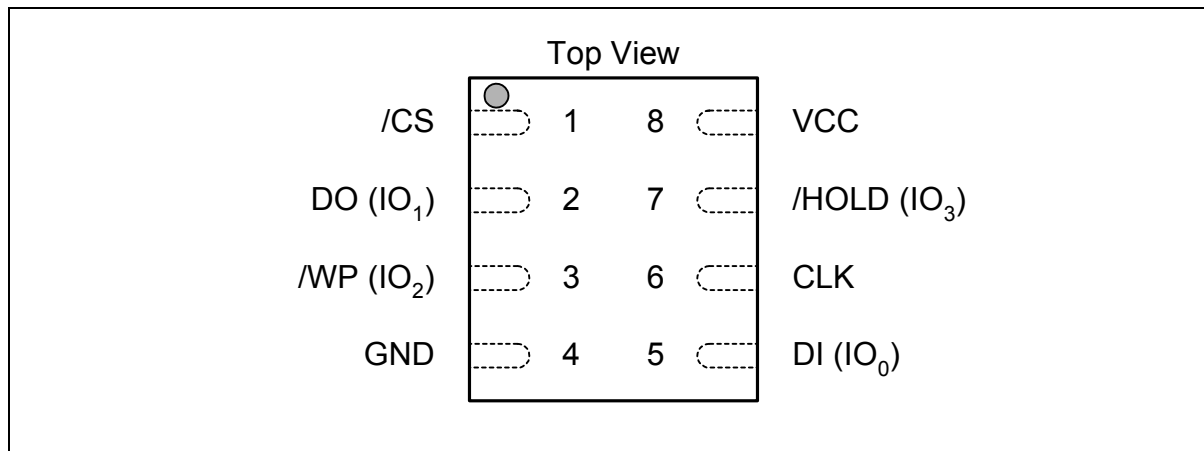 Top View
/CS 1 8 VCC
DO (IO₁) 2 7 /HOLD (IO₃)
/WP (IO₂) 3 6 CLK
GND 4 5 DI (IO₀)